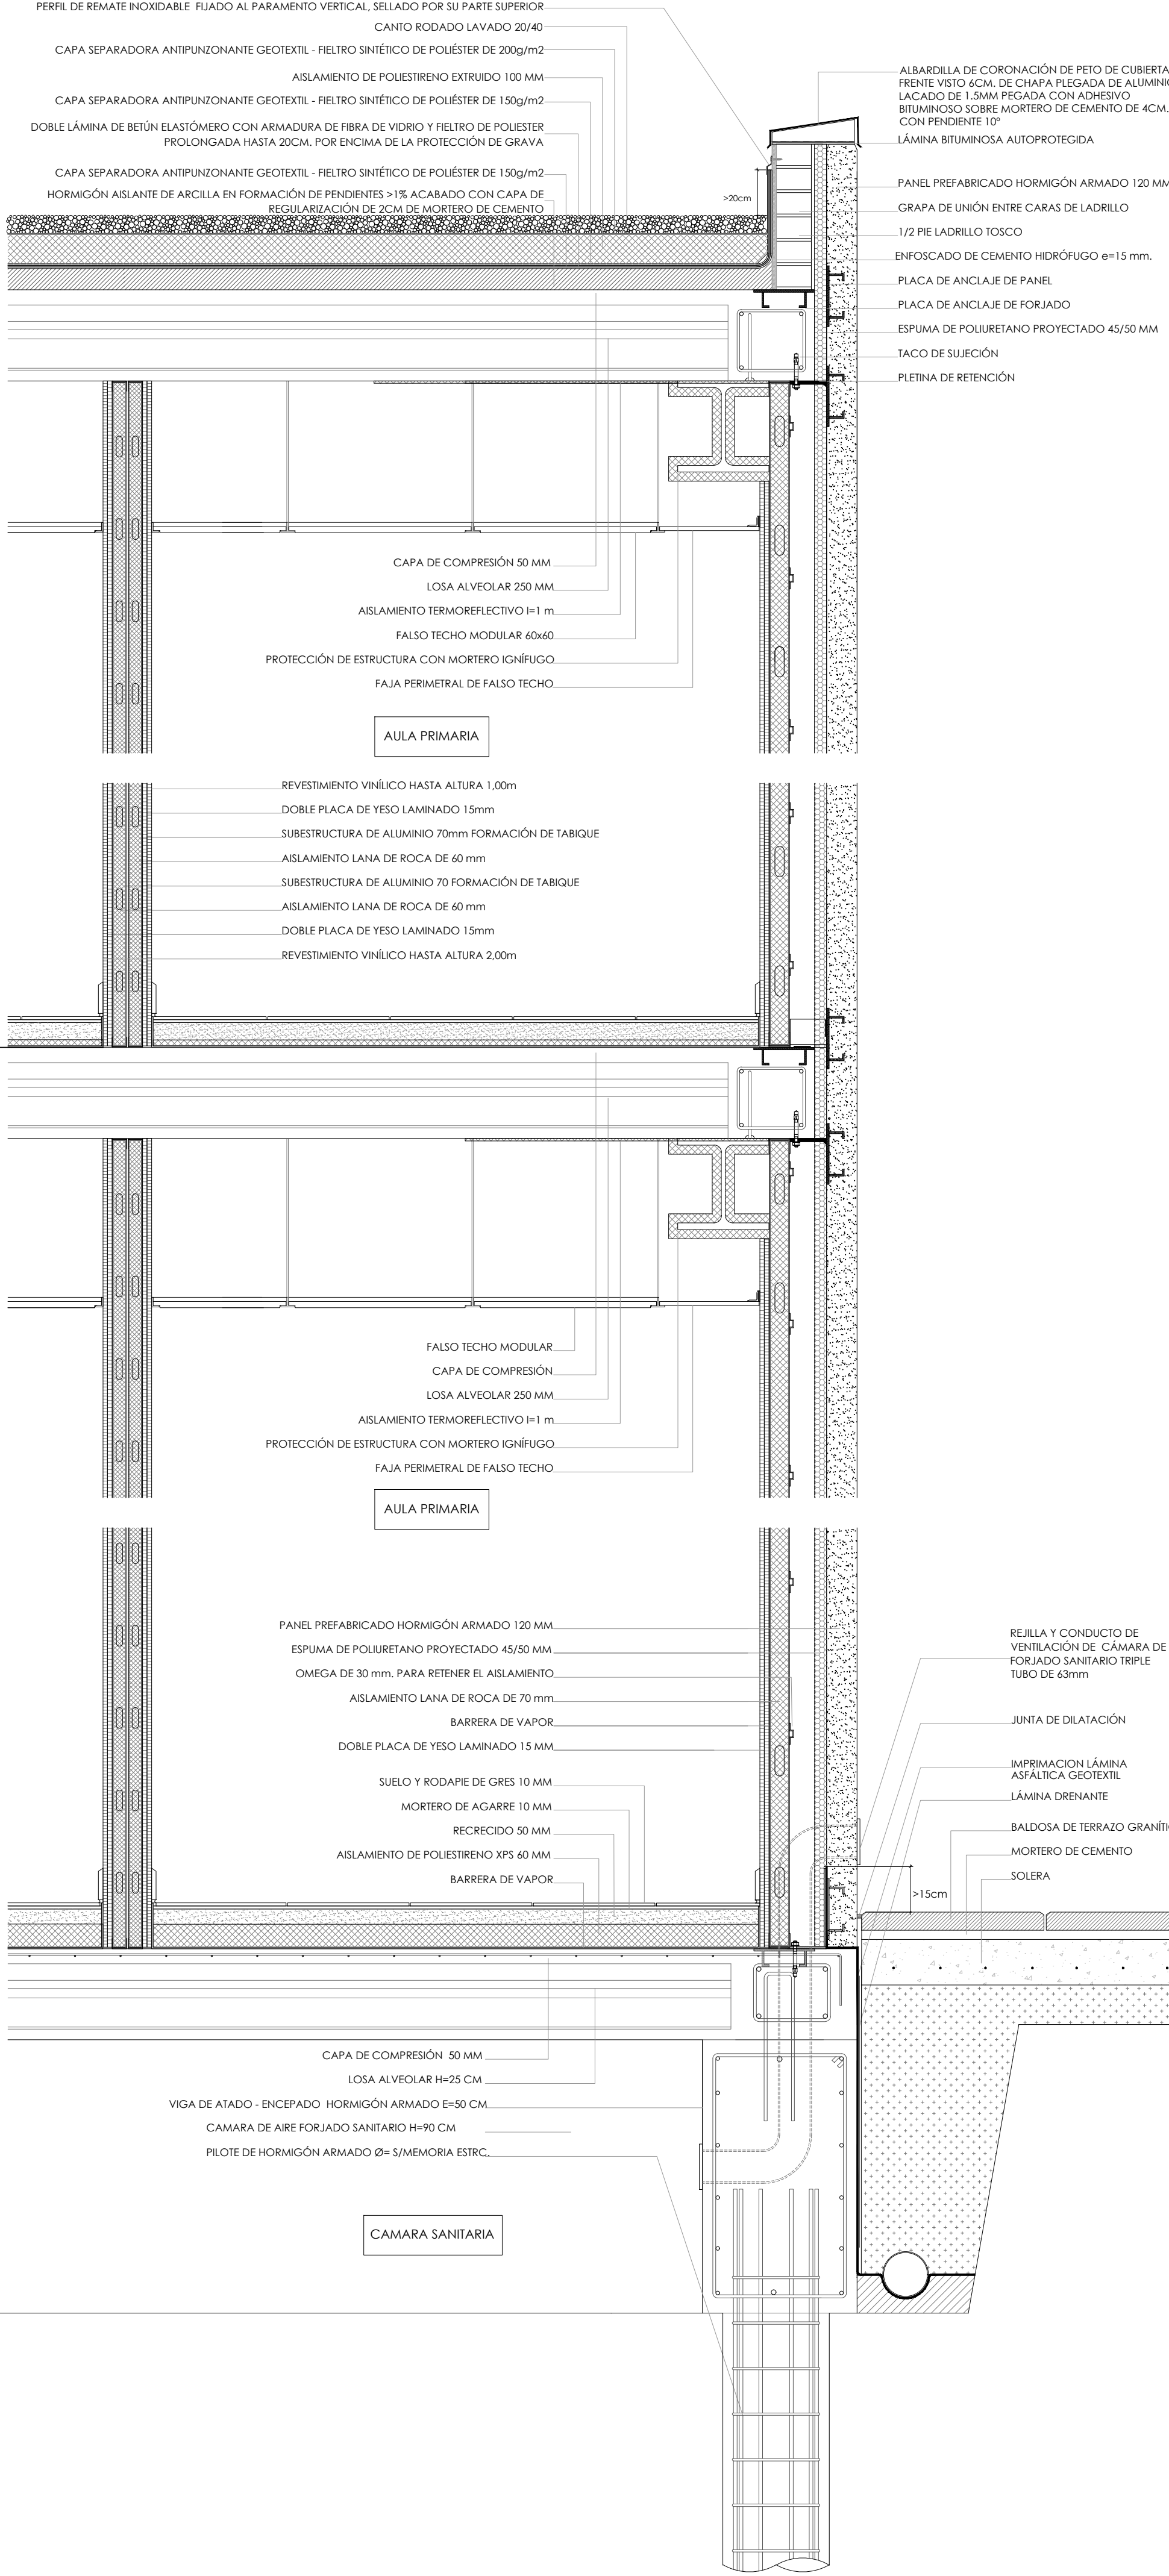 PERFIL DE REMATE INOXIDABLE FIJADO AL PARAMENTO VERTICAL, SELLADO POR SU PARTE SUPERIOR
CANTO RODADO LAVADO 20/40
CAPA SEPARADORA ANTIPUNZONANTE GEOTEXTIL - FIELTRO SINTÉTICO DE POLIÉSTER DE 200g/m2
AISLAMIENTO DE POLIESTIRENO EXTRUIDO 100 MM
CAPA SEPARADORA ANTIPUNZONANTE GEOTEXTIL - FIELTRO SINTÉTICO DE POLIÉSTER DE 150g/m2
DOBLE LÁMINA DE BETÚN ELASTÓMERO CON ARMADURA DE FIBRA DE VIDRIO Y FIELTRO DE POLIESTER
PROLONGADA HASTA 20CM. POR ENCIMA DE LA PROTECCIÓN DE GRAVA
CAPA SEPARADORA ANTIPUNZONANTE GEOTEXTIL - FIELTRO SINTÉTICO DE POLIÉSTER DE 150g/m2
HORMIGÓN AISLANTE DE ARCILLA EN FORMACIÓN DE PENDIENTES >1% ACABADO CON CAPA DE
REGULARIZACIÓN DE 2CM DE MORTERO DE CEMENTO
>20cm
ALBARDILLA DE CORONACIÓN DE PETO DE CUBIERTA
FRENTE VISTO 6CM. DE CHAPA PLEGADA DE ALUMINIO
LACADO DE 1.5MM PEGADA CON ADHESIVO
BITUMINOSO SOBRE MORTERO DE CEMENTO DE 4CM.
CON PENDIENTE 10º
LÁMINA BITUMINOSA AUTOPROTEGIDA
PANEL PREFABRICADO HORMIGÓN ARMADO 120 MM
GRAPA DE UNIÓN ENTRE CARAS DE LADRILLO
1/2 PIE LADRILLO TOSCO
ENFOSCADO DE CEMENTO HIDRÓFUGO e=15 mm.
PLACA DE ANCLAJE DE PANEL
PLACA DE ANCLAJE DE FORJADO
ESPUMA DE POLIURETANO PROYECTADO 45/50 MM
TACO DE SUJECIÓN
PLETINA DE RETENCIÓN
CAPA DE COMPRESIÓN 50 MM
LOSA ALVEOLAR 250 MM
AISLAMIENTO TERMOREFLECTIVO l=1 m
FALSO TECHO MODULAR 60x60
PROTECCIÓN DE ESTRUCTURA CON MORTERO IGNÍFUGO
FAJA PERIMETRAL DE FALSO TECHO
AULA PRIMARIA
REVESTIMIENTO VINÍLICO HASTA ALTURA 1,00m
DOBLE PLACA DE YESO LAMINADO 15mm
SUBESTRUCTURA DE ALUMINIO 70mm FORMACIÓN DE TABIQUE
AISLAMIENTO LANA DE ROCA DE 60 mm
SUBESTRUCTURA DE ALUMINIO 70 FORMACIÓN DE TABIQUE
AISLAMIENTO LANA DE ROCA DE 60 mm
DOBLE PLACA DE YESO LAMINADO 15mm
REVESTIMIENTO VINÍLICO HASTA ALTURA 2,00m
FALSO TECHO MODULAR
CAPA DE COMPRESIÓN
LOSA ALVEOLAR 250 MM
AISLAMIENTO TERMOREFLECTIVO l=1 m
PROTECCIÓN DE ESTRUCTURA CON MORTERO IGNÍFUGO
FAJA PERIMETRAL DE FALSO TECHO
AULA PRIMARIA
PANEL PREFABRICADO HORMIGÓN ARMADO 120 MM
ESPUMA DE POLIURETANO PROYECTADO 45/50 MM
OMEGA DE 30 mm. PARA RETENER EL AISLAMIENTO
AISLAMIENTO LANA DE ROCA DE 70 mm
BARRERA DE VAPOR
DOBLE PLACA DE YESO LAMINADO 15 MM
SUELO Y RODAPIE DE GRES 10 MM
MORTERO DE AGARRE 10 MM
RECRECIDO 50 MM
AISLAMIENTO DE POLIESTIRENO XPS 60 MM
BARRERA DE VAPOR
REJILLA Y CONDUCTO DE
VENTILACIÓN DE CÁMARA DE
FORJADO SANITARIO TRIPLE
TUBO DE 63mm
JUNTA DE DILATACIÓN
IMPRIMACION LÁMINA
ASFÁLTICA GEOTEXTIL
LÁMINA DRENANTE
BALDOSA DE TERRAZO GRANÍTI
MORTERO DE CEMENTO
SOLERA
>15cm
CAPA DE COMPRESIÓN 50 MM
LOSA ALVEOLAR H=25 CM
VIGA DE ATADO - ENCEPADO HORMIGÓN ARMADO E=50 CM
CAMARA DE AIRE FORJADO SANITARIO H=90 CM
PILOTE DE HORMIGÓN ARMADO Ø= S/MEMORIA ESTRC.
CAMARA SANITARIA